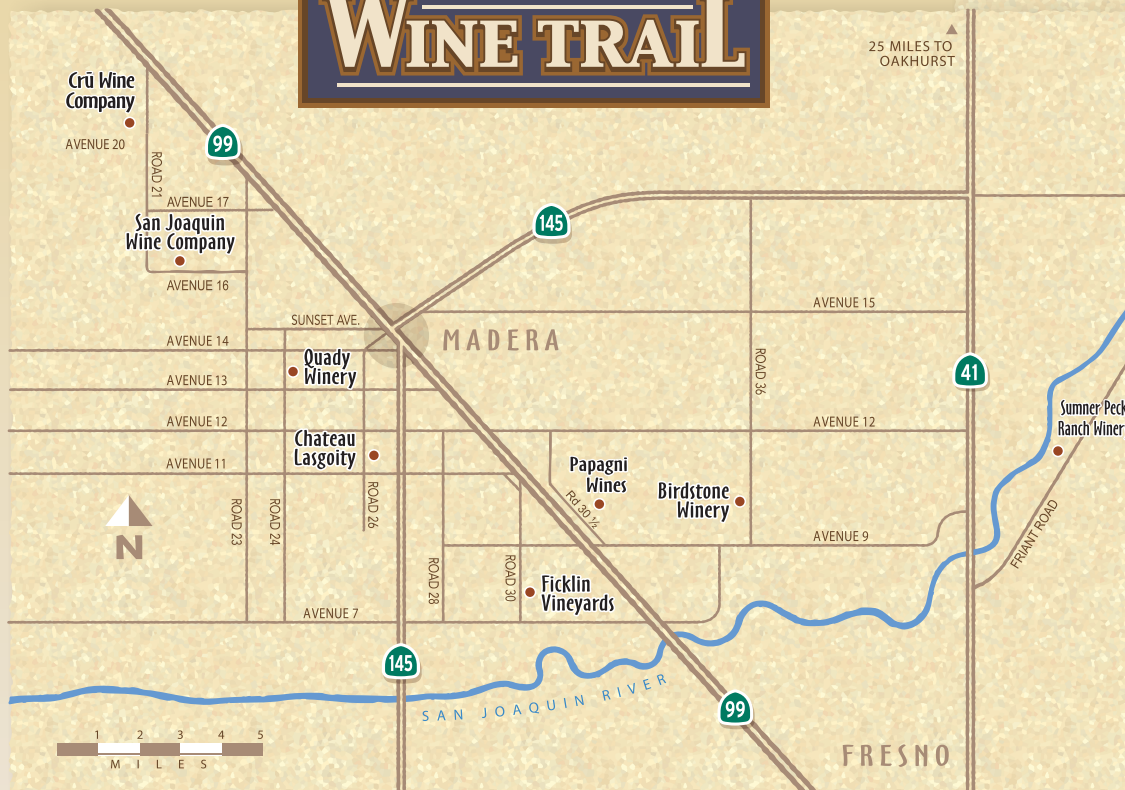 WINE TRAIL
25 MILES TO
OAKHURST
Crū Wine
Company
AVENUE 20
99
ROAD 21
AVENUE 17
San Joaquin
Wine Company
AVENUE 16
145
SUNSET AVE.
MADERA
AVENUE 15
AVENUE 14
Quady
Winery
AVENUE 13
ROAD 36
41
AVENUE 12
AVENUE 12
Sumner Peck
Ranch Winer
Chateau
Lasgoity
AVENUE 11
Papagni
Wines
Birdstone
Winery
Rd 30 ½
ROAD 23
ROAD 24
ROAD 26
N
AVENUE 9
FRIANT ROAD
ROAD 28
ROAD 30
Ficklin
Vineyards
AVENUE 7
145
SAN JOAQUIN RIVER
99
1 2 3 4 5
MILES
FRESNO